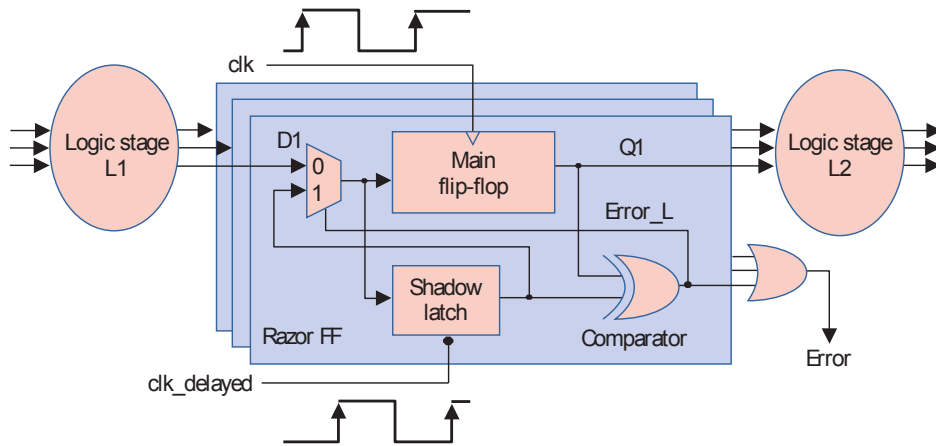 clk
Logic stage
L1
D1
0
1
Main
flip-flop
Q1
Logic stage
L2
Error_L
Shadow
latch
Razor FF
Comparator
Error
clk_delayed